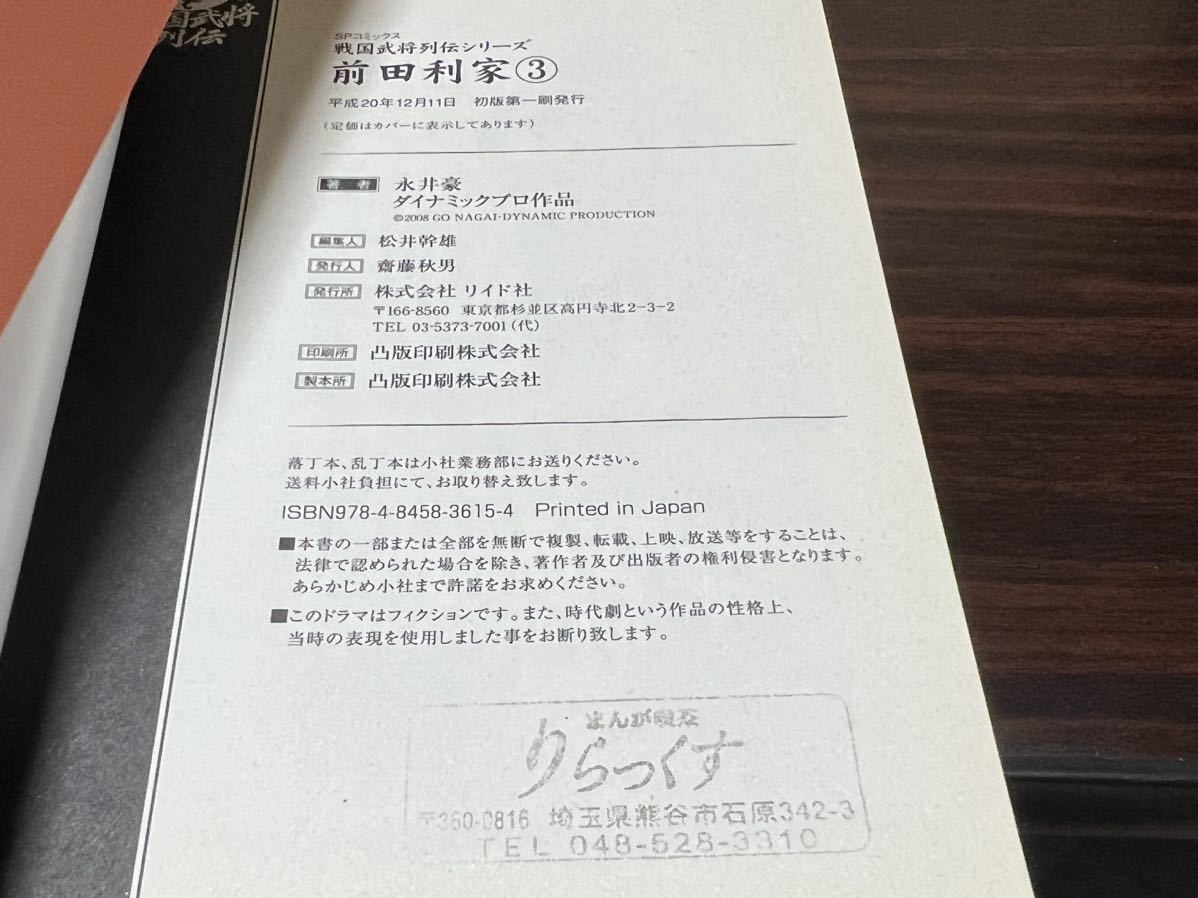 国武将
列伝
SPコミックス
戦国武将列伝シリーズ
前田利家③
平成20年12月11日　初版第一刷発行
(定価はカバーに表示してあります)
著者 永井豪
ダイナミックプロ作品
©2008 GO NAGAI・DYNAMIC PRODUCTION
編集人 松井幹雄
発行人 齋藤秋男
発行所 株式会社 リイド社
〒166-8560　東京都杉並区高円寺北2-3-2
TEL 03-5373-7001(代)
印刷所 凸版印刷株式会社
製本所 凸版印刷株式会社
落丁本、乱丁本は小社業務部にお送りください。
送料小社負担にて、お取り替え致します。
ISBN978-4-8458-3615-4　Printed in Japan
■本書の一部または全部を無断で複製、転載、上映、放送等をすることは、
法律で認められた場合を除き、著作者及び出版者の権利侵害となります。
あらかじめ小社まで許諾をお求めください。
■このドラマはフィクションです。また、時代劇という作品の性格上、
当時の表現を使用しました事をお断り致します。
まんが喫茶
りらっくす
〒360-0816 埼玉県熊谷市石原342-3
TEL 048-528-3310